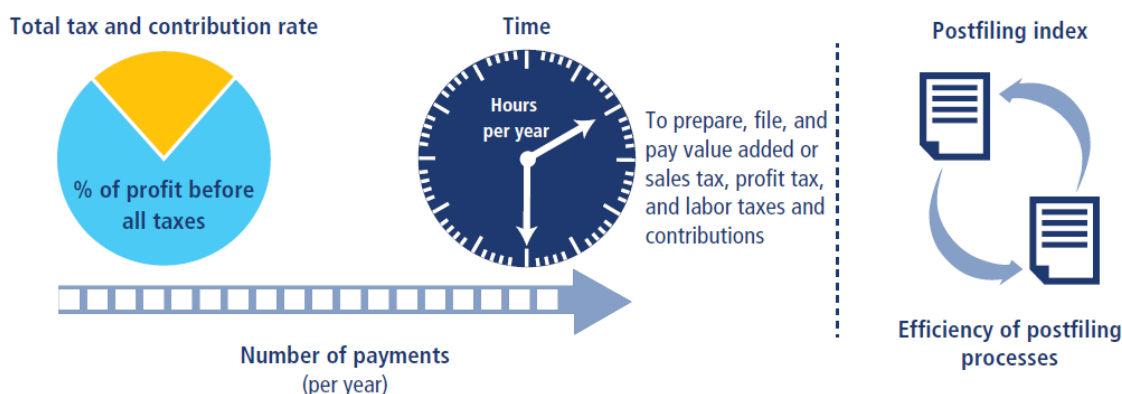 Total tax and contribution rate
% of profit before
all taxes
Time
Hours
per year
To prepare, file, and
pay value added or
sales tax, profit tax,
and labor taxes and
contributions
Number of payments
(per year)
Postfiling index
Efficiency of postfiling
processes